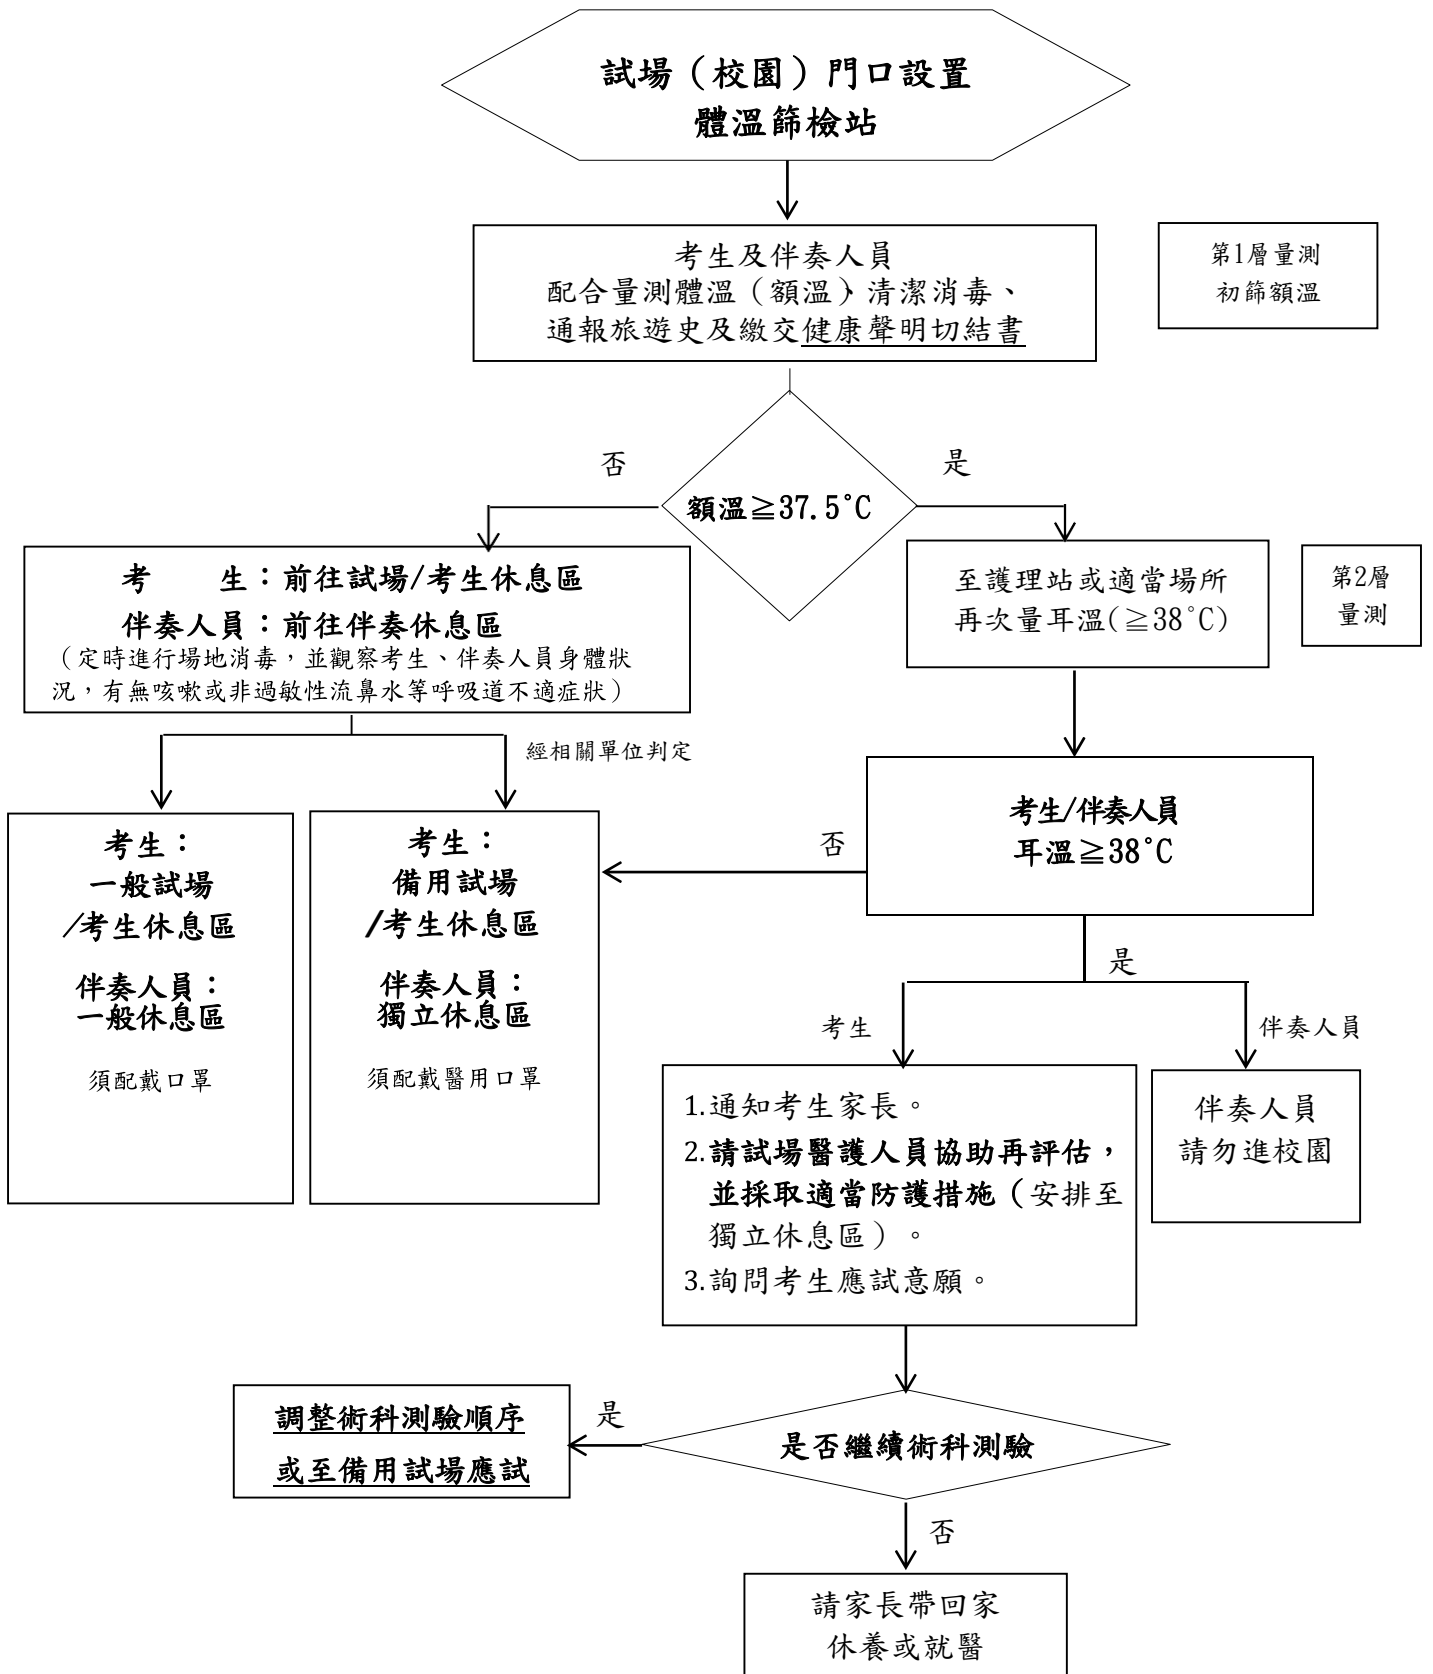 試場（校園）門口設置
體溫篩檢站
考生及伴奏人員
配合量測體溫（額溫）、清潔消毒、
通報旅遊史及繳交健康聲明切結書
第1層量測
初篩額溫
否
是
額溫≧37.5°C
考　　生：前往試場/考生休息區
伴奏人員：前往伴奏休息區
（定時進行場地消毒，並觀察考生、伴奏人員身體狀
況，有無咳嗽或非過敏性流鼻水等呼吸道不適症狀）
至護理站或適當場所
再次量耳溫(≧38°C)
第2層
量測
經相關單位判定
考生：
一般試場
/考生休息區
伴奏人員：
一般休息區
須配戴口罩
考生：
備用試場
/考生休息區
伴奏人員：
獨立休息區
須配戴醫用口罩
否
考生/伴奏人員
耳溫≧38°C
是
考生
伴奏人員
1.通知考生家長。
2.請試場醫護人員協助再評估，
並採取適當防護措施（安排至
獨立休息區）。
3.詢問考生應試意願。
伴奏人員
請勿進校園
調整術科測驗順序
或至備用試場應試
是
是否繼續術科測驗
否
請家長帶回家
休養或就醫